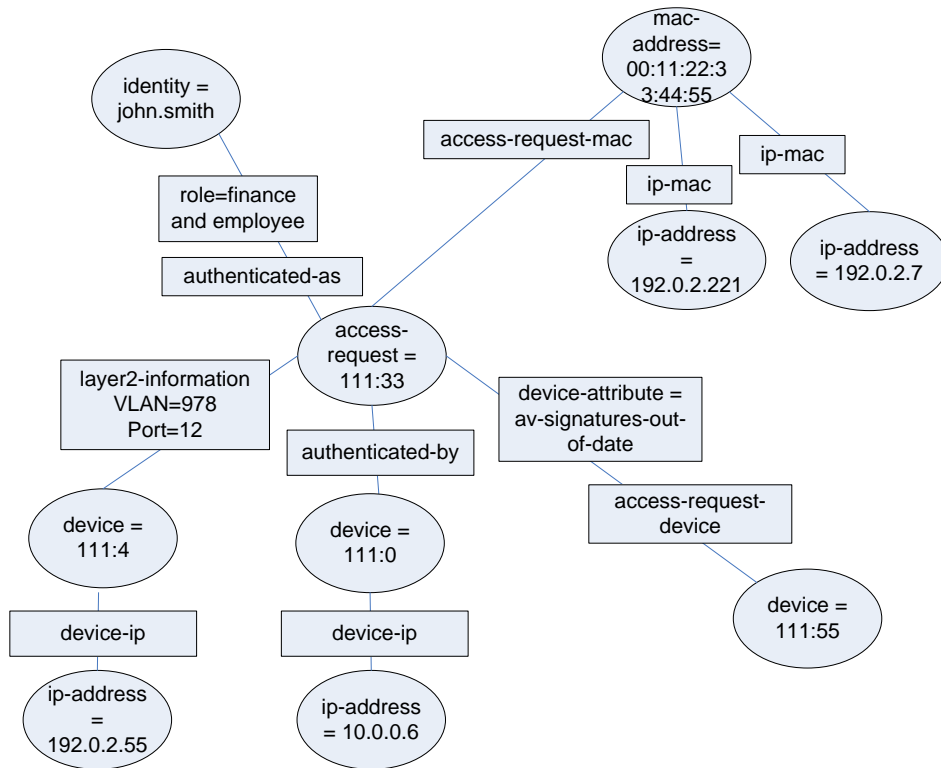 mac-
address=
00:11:22:3
3:44:55
identity =
john.smith
access-request-mac
ip-mac
ip-mac
role=finance
and employee
ip-address
=
192.0.2.221
ip-address
= 192.0.2.7
authenticated-as
access-
request =
111:33
layer2-information
VLAN=978
Port=12
device-attribute =
av-signatures-out-
of-date
authenticated-by
access-request-
device
device =
111:4
device =
111:0
device =
111:55
device-ip
device-ip
ip-address
=
192.0.2.55
ip-address
= 10.0.0.6